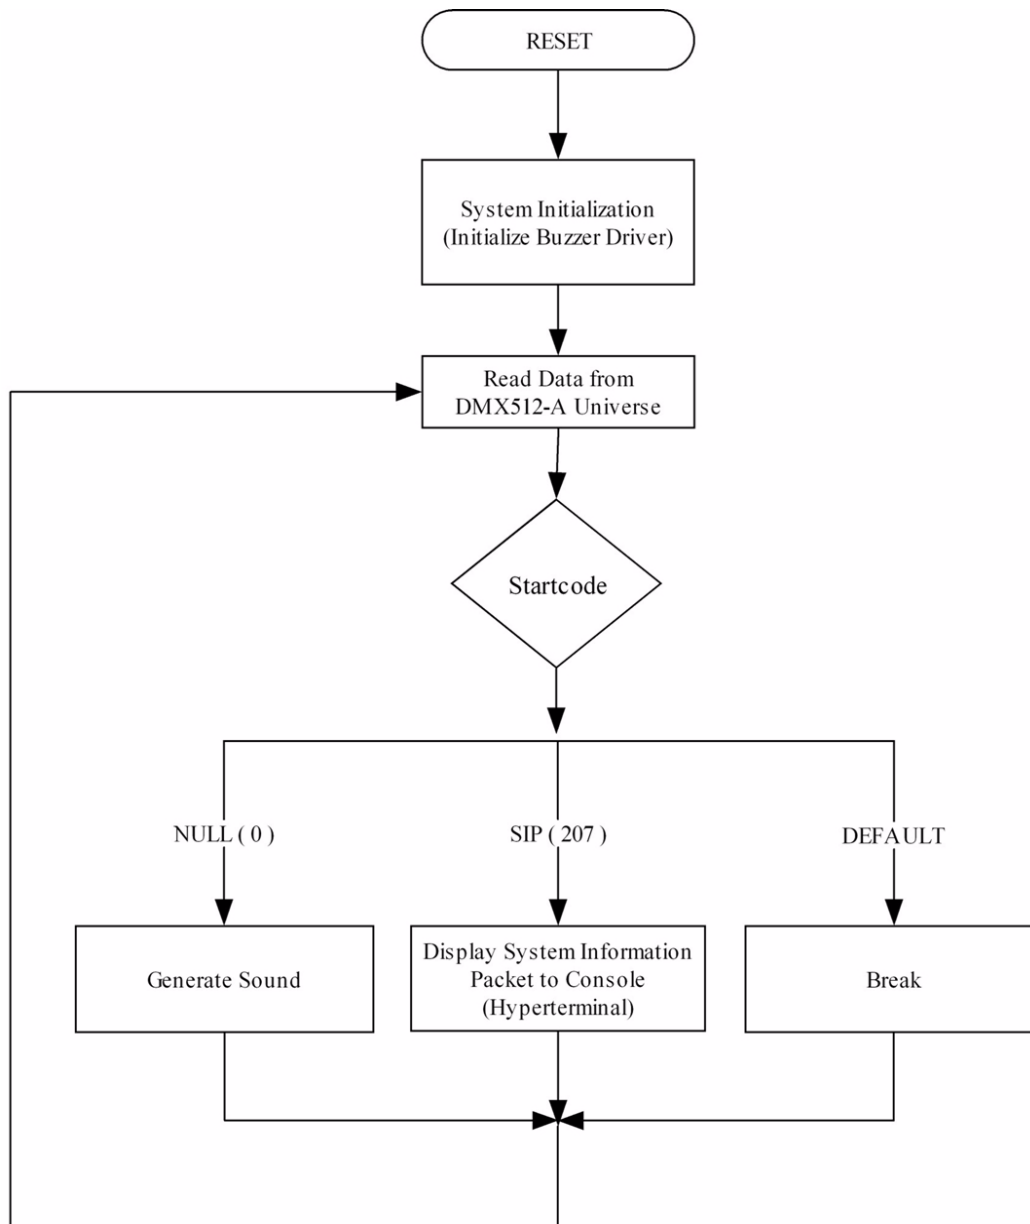 RESET
System Initialization
(Initialize Buzzer Driver)
Read Data from
DMX512-A Universe
Startcode
NULL ( 0 )
SIP ( 207 )
DEFAULT
Generate Sound
Display System Information
Packet to Console
(Hyperterminal)
Break